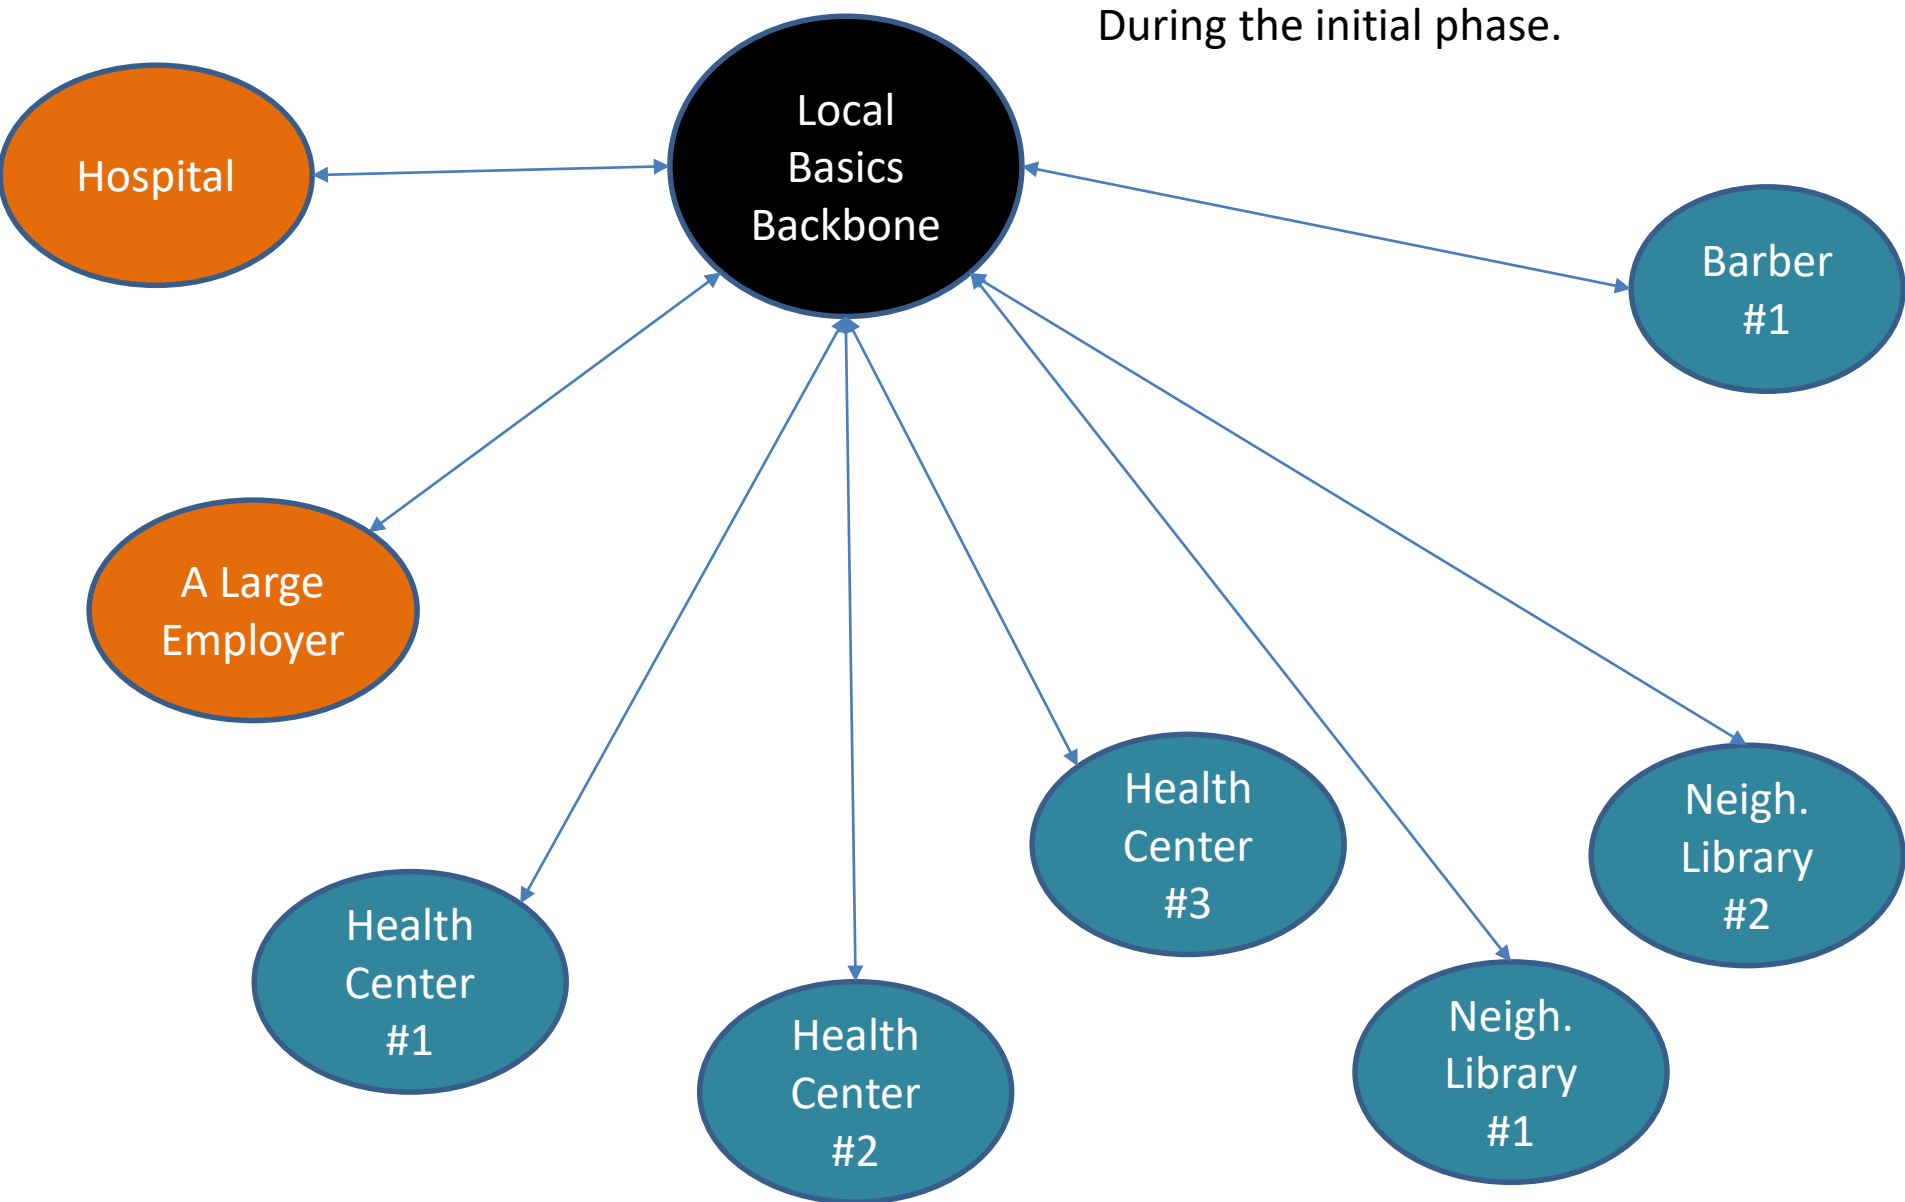 During the initial phase.
Local
Basics
Backbone
Hospital
Barber
#1
A Large
Employer
Health
Center
#3
Neigh.
Library
#2
Health
Center
#1
Health
Center
#2
Neigh.
Library
#1